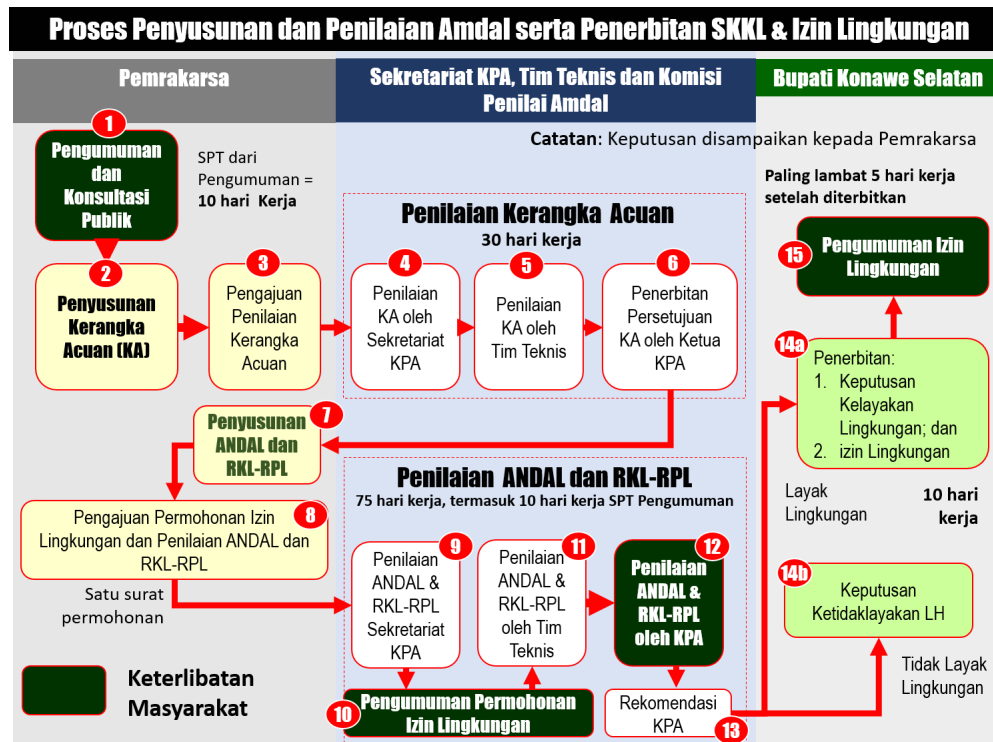 Proses Penyusunan dan Penilaian Amdal serta Penerbitan SKKL & Izin Lingkungan
Pemrakarsa
Sekretariat KPA, Tim Teknis dan Komisi
Penilai Amdal
Bupati Konawe Selatan
Catatan: Keputusan disampaikan kepada Pemrakarsa
1
Pengumuman
dan
Konsultasi
Publik
SPT dari
Pengumuman =
10 hari Kerja
2
Penyusunan
Kerangka
Acuan (KA)
3
Pengajuan
Penilaian
Kerangka
Acuan
Penilaian Kerangka Acuan
30 hari kerja
4
Penilaian
KA oleh
Sekretariat
KPA
5
Penilaian
KA oleh
Tim Teknis
6
Penerbitan
Persetujuan
KA oleh Ketua
KPA
7
Penyusunan
ANDAL dan
RKL-RPL
8
Pengajuan Permohonan Izin
Lingkungan dan Penilaian ANDAL dan
RKL-RPL
Satu surat
permohonan
Penilaian ANDAL dan RKL-RPL
75 hari kerja, termasuk 10 hari kerja SPT Pengumuman
9
Penilaian
ANDAL &
RKL-RPL
Sekretariat
KPA
10
Pengumuman Permohonan
Izin Lingkungan
11
Penilaian
ANDAL &
RKL-RPL
oleh Tim
Teknis
12
Penilaian
ANDAL &
RKL-RPL
oleh KPA
Rekomendasi
KPA
13
Paling lambat 5 hari kerja
setelah diterbitkan
15
Pengumuman Izin
Lingkungan
14a
Penerbitan:
1. Keputusan
Kelayakan
Lingkungan; dan
2. izin Lingkungan
Layak
Lingkungan
10 hari
kerja
14b
Keputusan
Ketidaklayakan LH
Tidak Layak
Lingkungan
Keterlibatan
Masyarakat